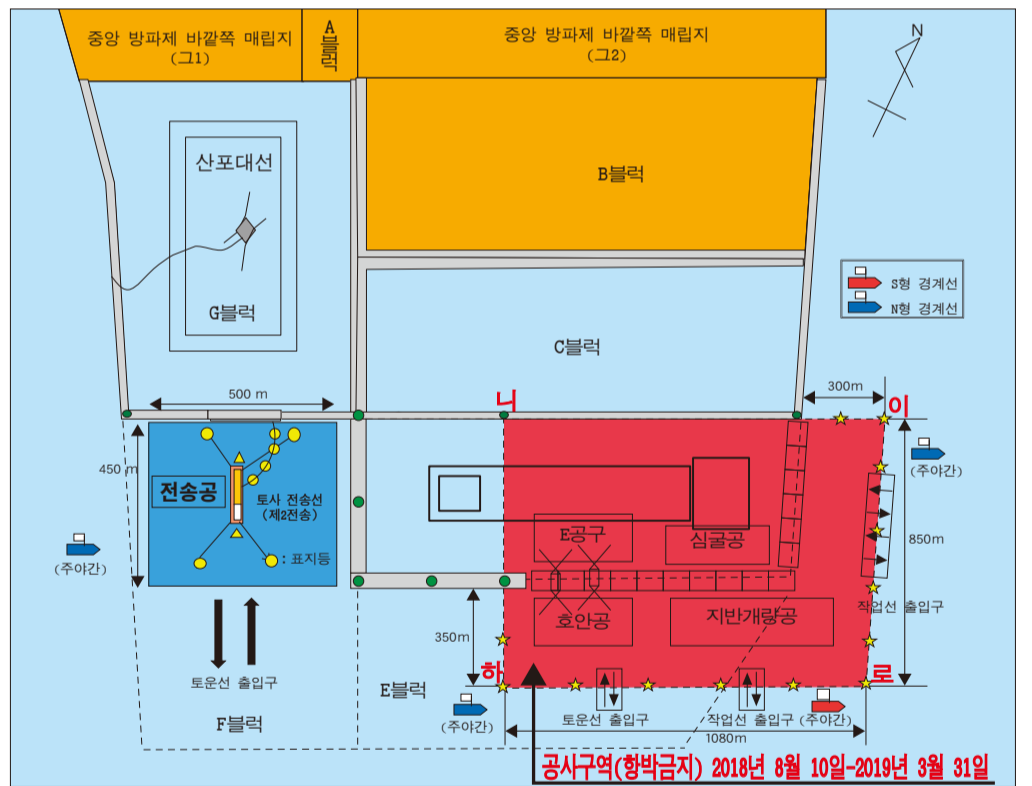 중앙 방파제 바깥쪽 매립지
(그1)
A
블
럭
중앙 방파제 바깥쪽 매립지
(그2)
N
산포대선
B블럭
S형 경계선
N형 경계선
G블럭
C블럭
500 m
300m
니
이
450 m
전송공
토사 전송선
(제2전송)
: 표지등
(주야간)
E공구
심굴공
(주야간)
850m
작업선 출입구
호안공
지반개량공
350m
하
로
토운선 출입구
E블럭
F블럭
(주야간)
토운선 출입구
작업선 출입구
(주야간)
1080m
공사구역(항박금지) 2018년 8월 10일-2019년 3월 31일